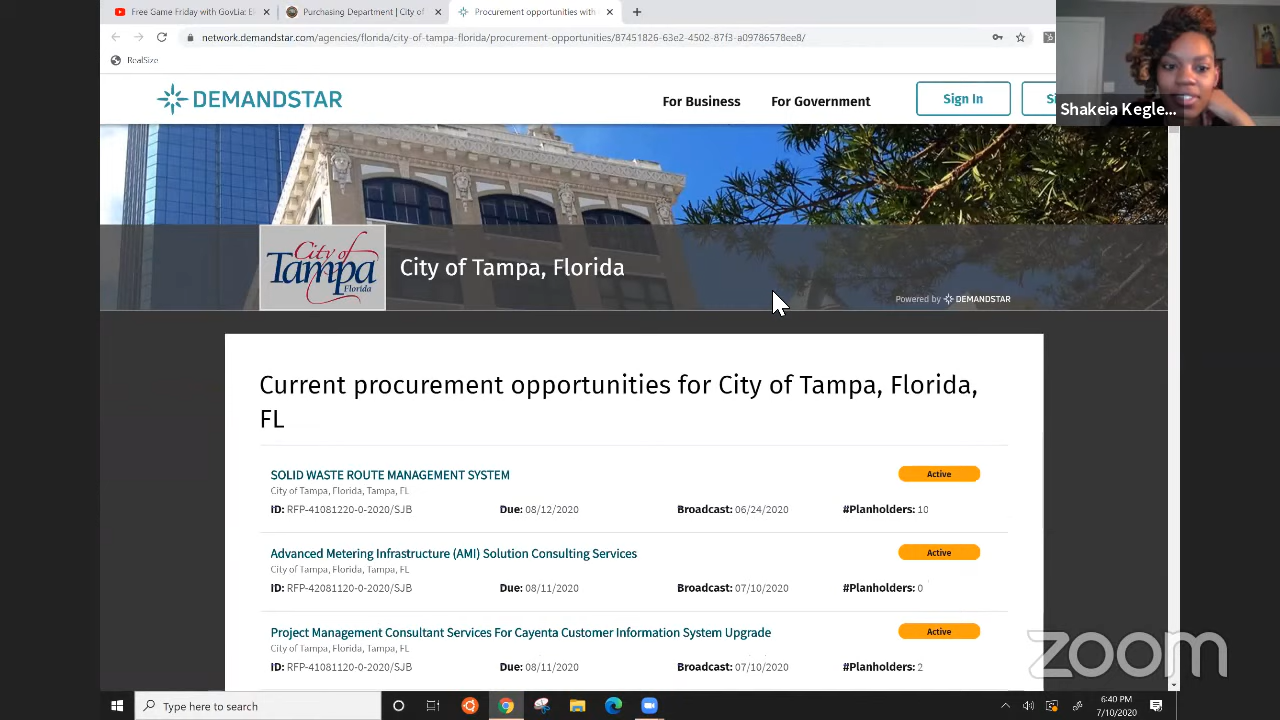 Free Game Friday with GovLia: E
Purchasing Department | City of
Procurement opportunities with
network.demandstar.com/agencies/florida/city-of-tampa-florida/procurement-opportunities/87451826-63e2-4502-87f3-a09786578ee8/
RealSize
DEMANDSTAR
For Business
For Government
Sign In
Si
Shakeia Kegle...
City of
Tampa
Florida
City of Tampa, Florida
Powered by DEMANDSTAR
Current procurement opportunities for City of Tampa, Florida,
FL
SOLID WASTE ROUTE MANAGEMENT SYSTEM
Active
City of Tampa, Florida, Tampa, FL
ID: RFP-41081220-0-2020/SJB Due: 08/12/2020 Broadcast: 06/24/2020 #Planholders: 10
Advanced Metering Infrastructure (AMI) Solution Consulting Services
Active
City of Tampa, Florida, Tampa, FL
ID: RFP-42081120-0-2020/SJB Due: 08/11/2020 Broadcast: 07/10/2020 #Planholders: 0
Project Management Consultant Services For Cayenta Customer Information System Upgrade
Active
City of Tampa, Florida, Tampa, FL
ID: RFP-41081120-0-2020/SJB Due: 08/11/2020 Broadcast: 07/10/2020 #Planholders: 2
zoom
Type here to search
6:40 PM
7/10/2020